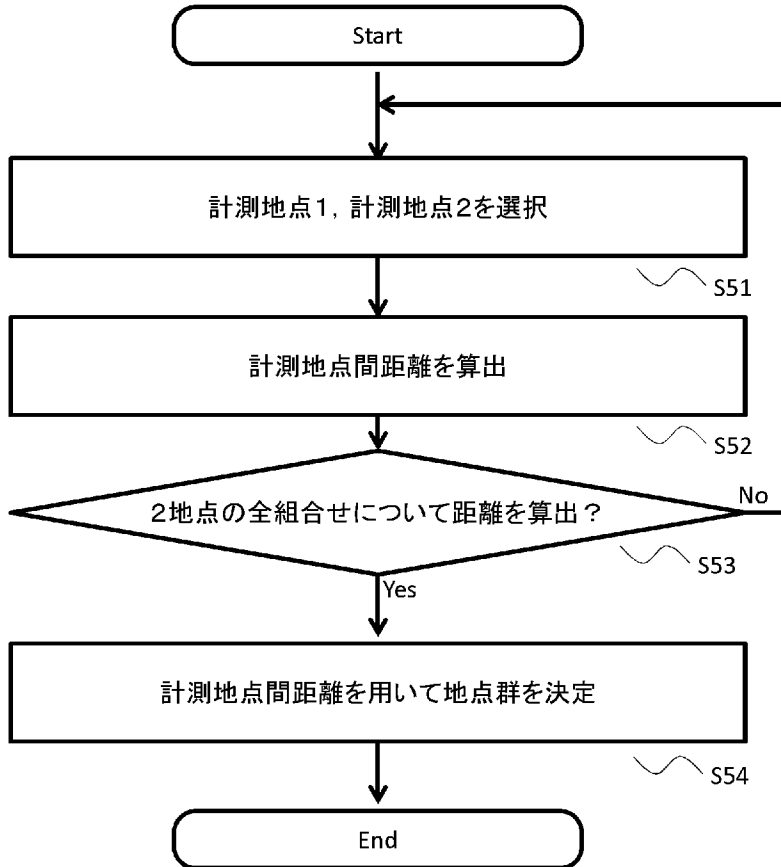 Start
計測地点１，計測地点２を選択
S51
計測地点間距離を算出
S52
２地点の全組合せについて距離を算出？
No
S53
Yes
計測地点間距離を用いて地点群を決定
S54
End